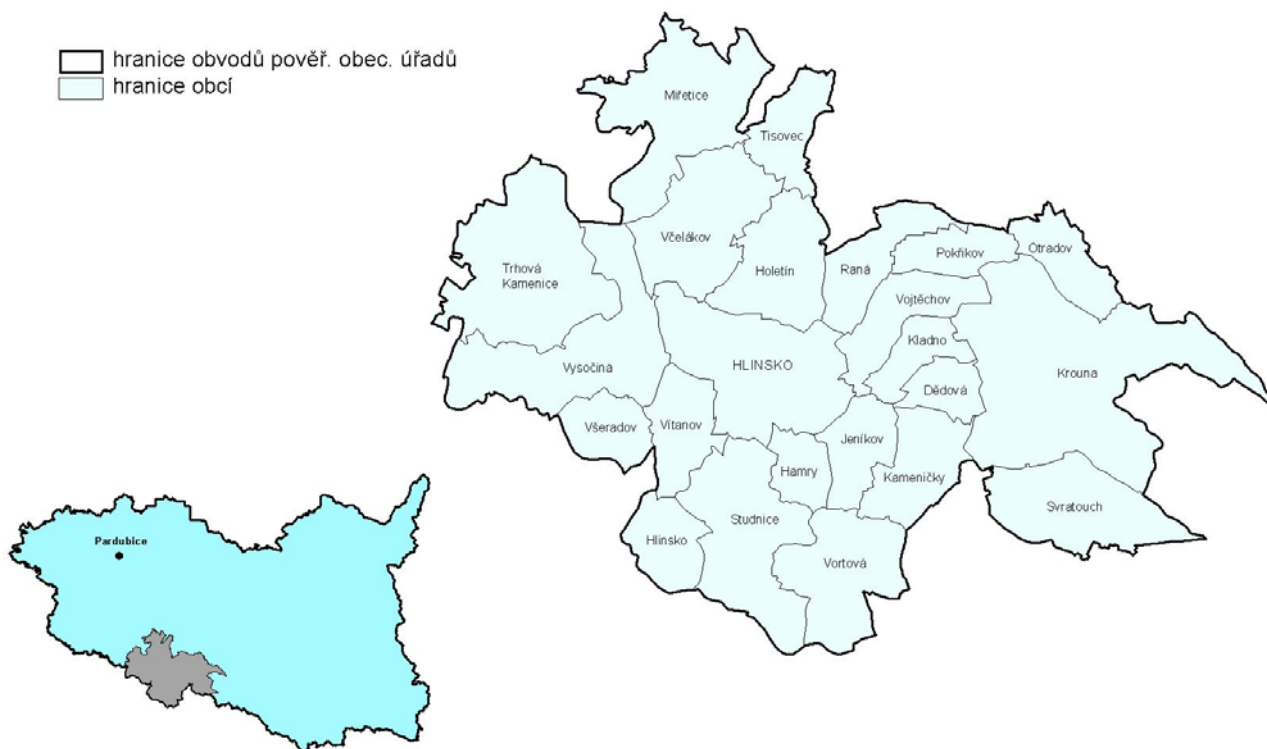 hranice obvodů pověř. obec. úřadů
hranice obcí
Miřetice
Tisovec
Včelákov
Trhová
Kamenice
Holetín
Raná
Pokřikov
Otradov
Vojtěchov
Kladno
HLINSKO
Vysočina
Krouna
Dědová
Všeradov
Vítanov
Jeníkov
Hamry
Kameničky
Studnice
Svratouch
Hlinsko
Vortová
Pardubice